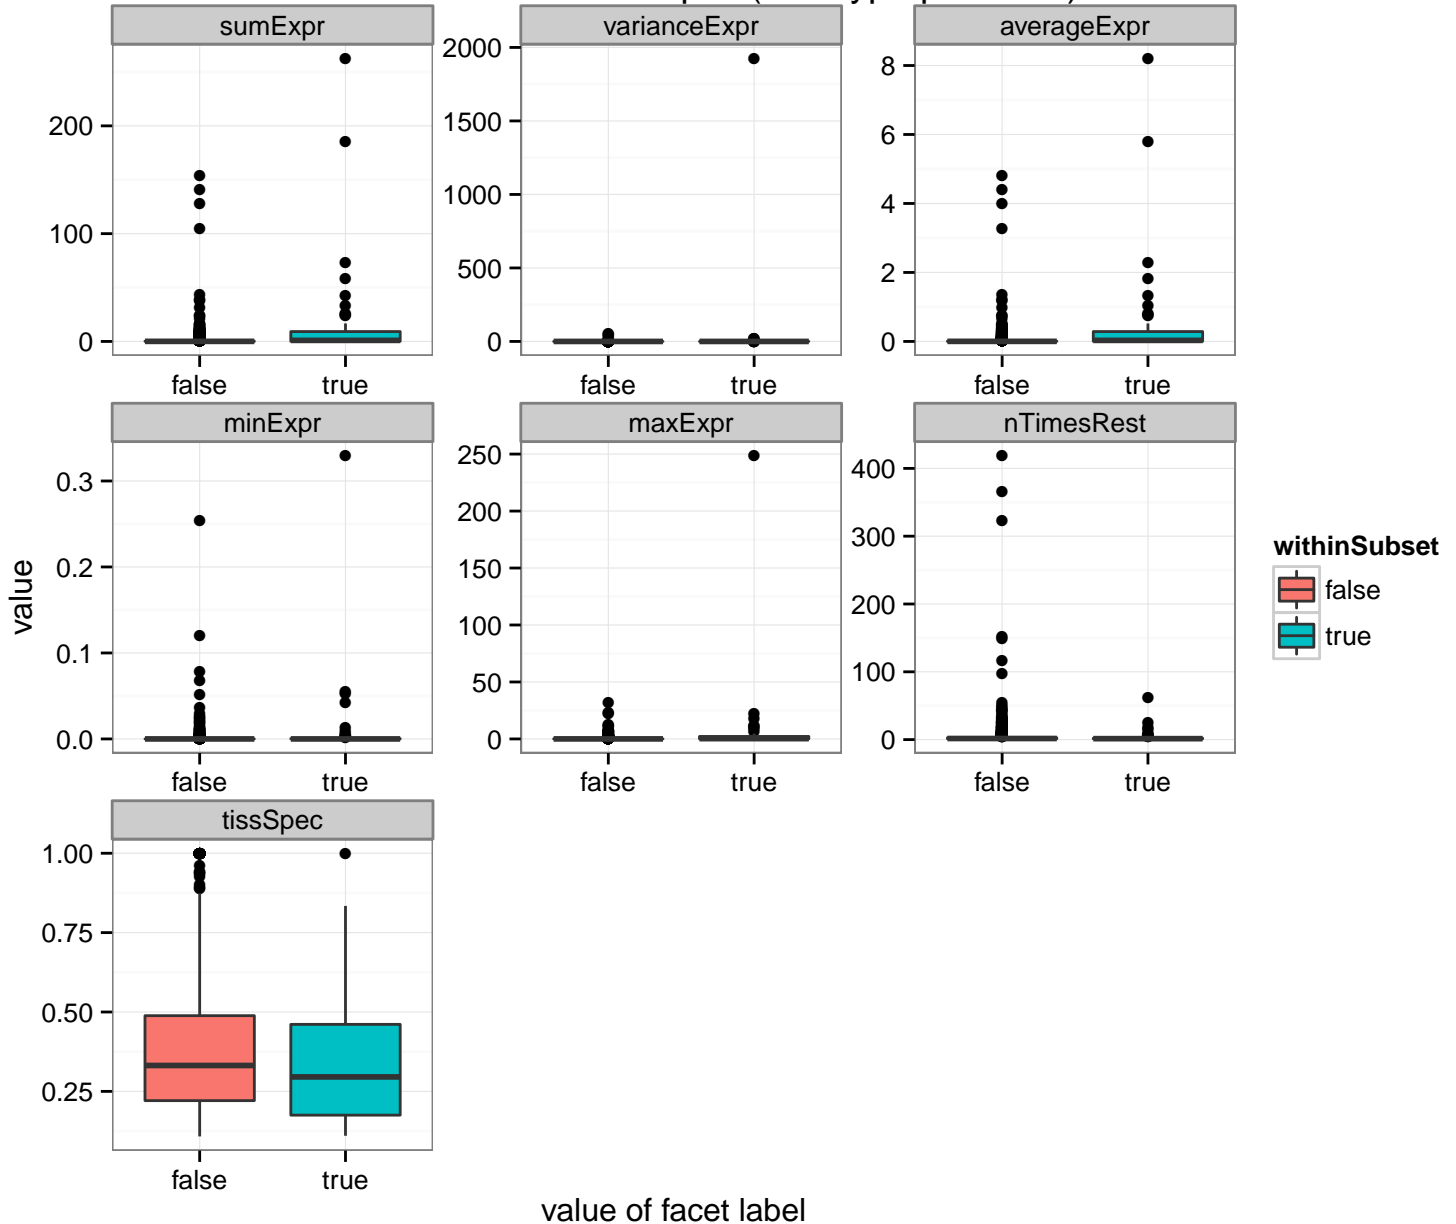 sumExpr varianceExpr averageExpr
200
100
0
2000
1500
1000
500
0
8
6
4
2
0
false true false true false true
minExpr maxExpr nTimesRest
0.3
0.2
0.1
0.0
250
200
150
100
50
0
400
300
200
100
0
false true false true false true
tissSpec
1.00
0.75
0.50
0.25
false true
value
value of facet label
withinSubset
false
true